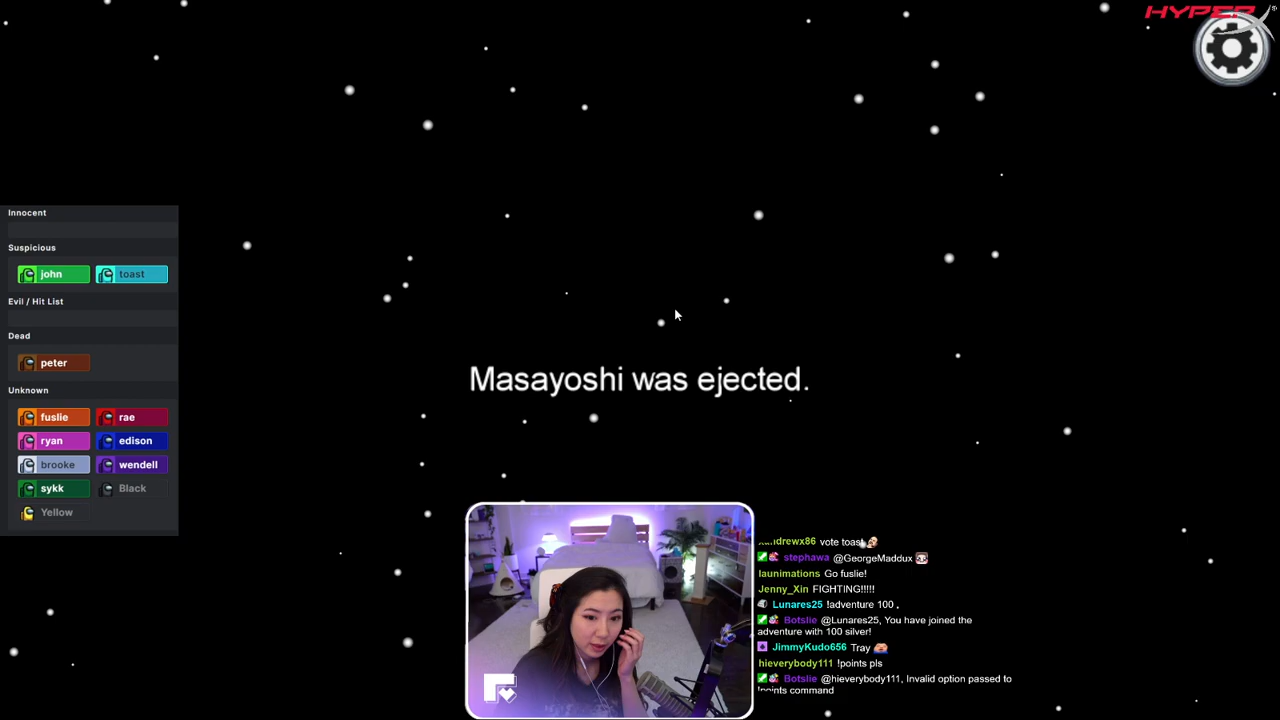 HYPERX
Innocent
Suspicious
john toast
Evil / Hit List
Dead
peter
Unknown
fuslie rae
ryan edison
brooke wendell
sykk Black
Yellow
Masayoshi was ejected.
vote toast
stephawa @GeorgeMaddux
launimations Go fuslie!
Jenny_Xin FIGHTING!!!!!
Lunares25 !adventure 100 ,
Botslie @Lunares25, You have joined the
adventure with 100 silver!
JimmyKudo656 Tray
hieverybody111 !points pls
Botslie @hieverybody111, Invalid option passed to
!points command